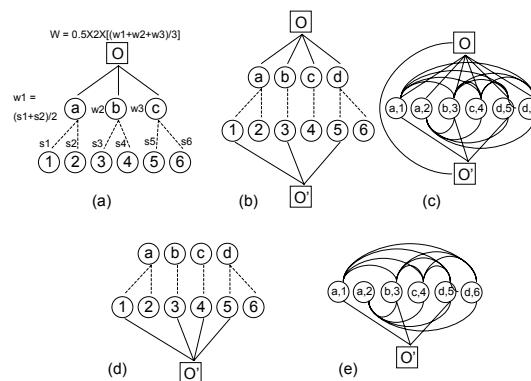 W = 0.5X2X[(w1+w2+w3)/3]
O
w1 =
(s1+s2)/2
a w2 b w3 c
s1 s2 s3 s4 s5 s6
1 2 3 4 5 6
(a)
O
a b c d
1 2 3 4 5 6
O'
(b)
O
a,1 a,2 b,3 c,4 d,5 d,
O'
(c)
a b c d
1 2 3 4 5 6
O'
(d)
a,1 a,2 b,3 c,4 d,5 d,6
O'
(e)